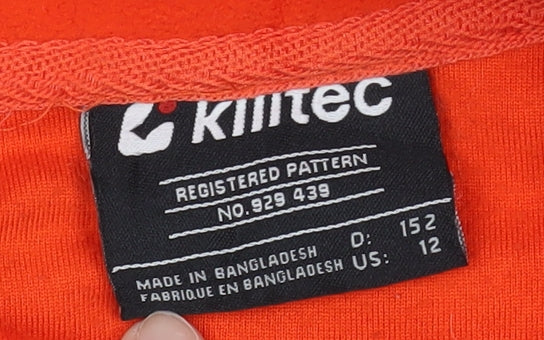 killtec
REGISTERED PATTERN
NO. 929 439
MADE IN BANGLADESH D: 152
FABRIQUE EN BANGLADESH US: 12